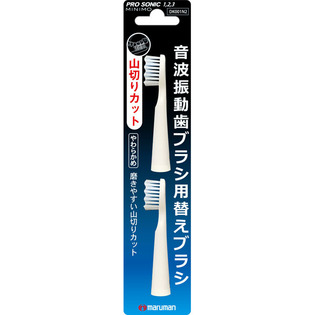 PRO SONIC 1,2,3
MINIMO
DK001N2
音波振動歯ブラシ用替えブラシ
山切りカット
やわらかめ
磨きやすい山切りカット
maruman